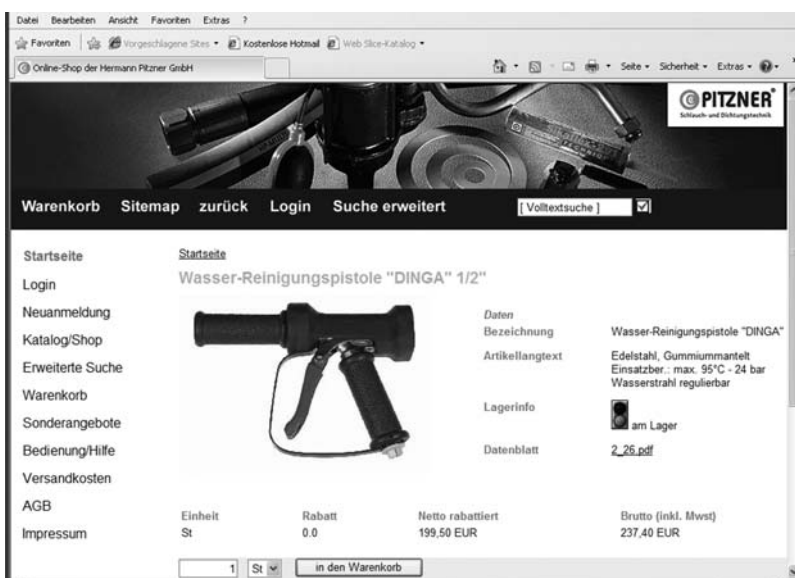 Datei Bearbeiten Ansicht Favoriten Extras ?
Favoriten Vorgeschlagene Sites Kostenlose Hotmail Web Slice-Katalog
Online-Shop der Hermann Pitzner GmbH Seite Sicherheit Extras
PITZNER®
Schlauch- und Dichtungstechnik
Warenkorb Sitemap zurück Login Suche erweitert [ Volltextsuche ]
Startseite
Login
Neuanmeldung
Katalog/Shop
Erweiterte Suche
Warenkorb
Sonderangebote
Bedienung/Hilfe
Versandkosten
AGB
Impressum
Startseite
Wasser-Reinigungspistole "DINGA" 1/2"
Daten
Bezeichnung Wasser-Reinigungspistole "DINGA"
Artikellangtext Edelstahl, Gummiummantelt
Einsatzber.: max. 95°C - 24 bar
Wasserstrahl regulierbar
Lagerinfo am Lager
Datenblatt 2_26.pdf
Einheit Rabatt Netto rabattiert Brutto (inkl. Mwst)
St 0.0 199,50 EUR 237,40 EUR
1 St in den Warenkorb